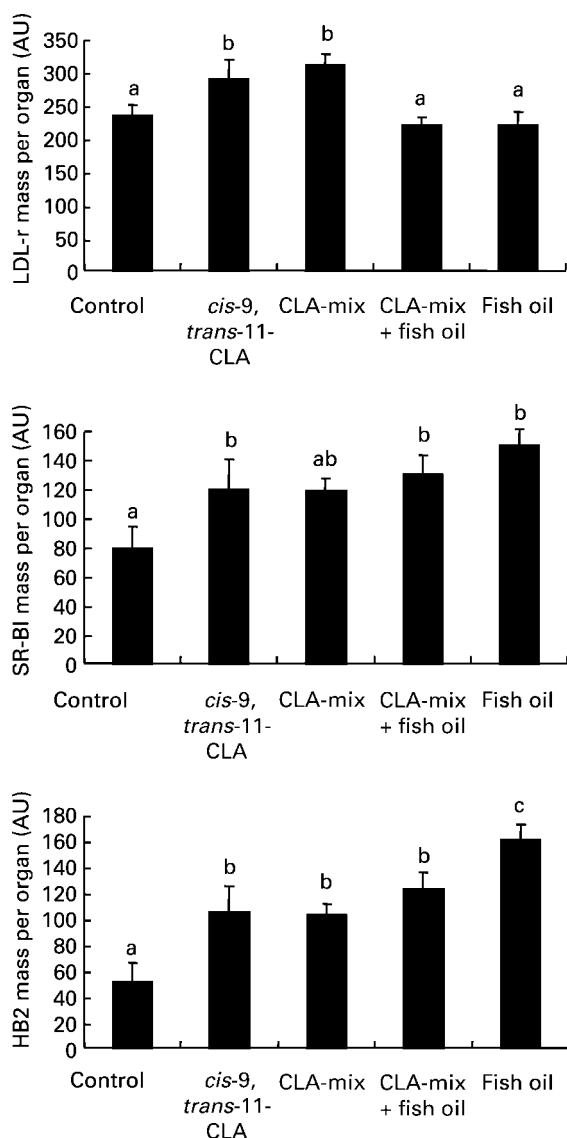 LDL-r mass per organ (AU)
350
300
250
200
150
100
50
0
a
b
b
a
a
Control
cis-9,
trans-11-
CLA
CLA-mix
CLA-mix
+ fish oil
Fish oil
SR-BI mass per organ (AU)
160
140
120
100
80
60
40
20
0
a
b
ab
b
b
Control
cis-9,
trans-11-
CLA
CLA-mix
CLA-mix
+ fish oil
Fish oil
HB2 mass per organ (AU)
180
160
140
120
100
80
60
40
20
0
a
b
b
b
c
Control
cis-9,
trans-11-
CLA
CLA-mix
CLA-mix
+ fish oil
Fish oil